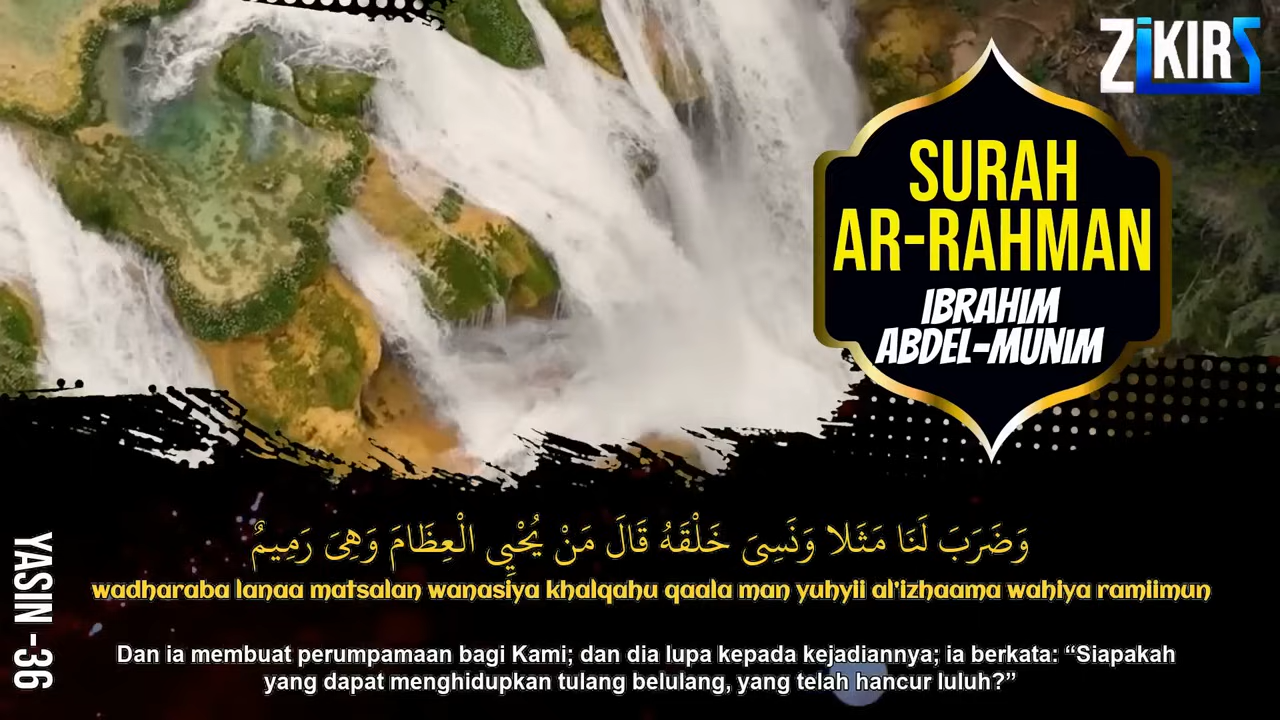 ZiKIRS
SURAH
AR-RAHMAN
IBRAHIM
ABDEL-MUNIM
وَضَرَبَ لَنَا مَثَلا وَنَسِىَ خَلْقَهُ قَالَ مَنْ يُحْيِي الْعِظَامَ وَهِىَ رَمِيمٌ
wadharaba lanaa matsalan wanasiya khalqahu qaala man yuhyii al'izhaama wahiya ramiimun
Dan ia membuat perumpamaan bagi Kami; dan dia lupa kepada kejadiannya; ia berkata: “Siapakah
yang dapat menghidupkan tulang belulang, yang telah hancur luluh?”
YASIN -36